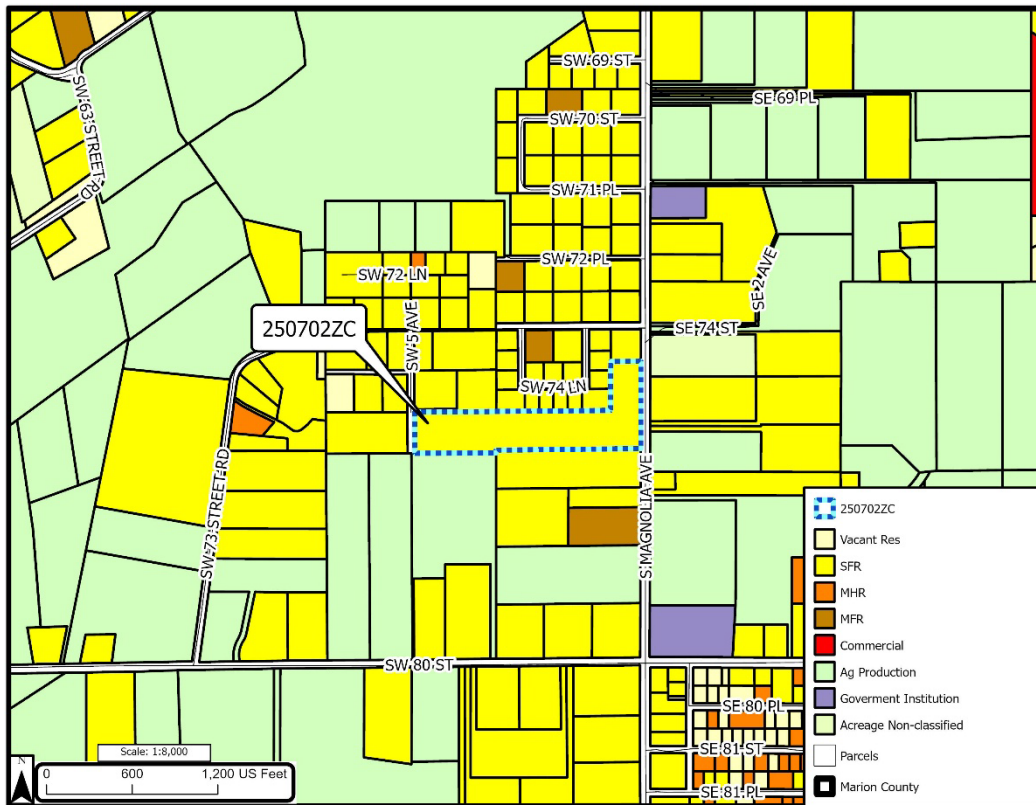 SW 69 ST
SE 69 PL
SW 63 STREET RD
SW 70 ST
SW 71 PL
SW 72 PL
SW 72 LN
SE 2 AVE
250702ZC
SW 5 AVE
SE 74 ST
SW 74 LN
SW 73 STREET RD
S MAGNOLIA AVE
SW 80 ST
SE 80 PL
SE 81 ST
SE 81 PL
250702ZC
Vacant Res
SFR
MHR
MFR
Commercial
Ag Production
Goverment Institution
Acreage Non-classified
Parcels
Marion County
N
Scale: 1:8,000
0 600 1,200 US Feet